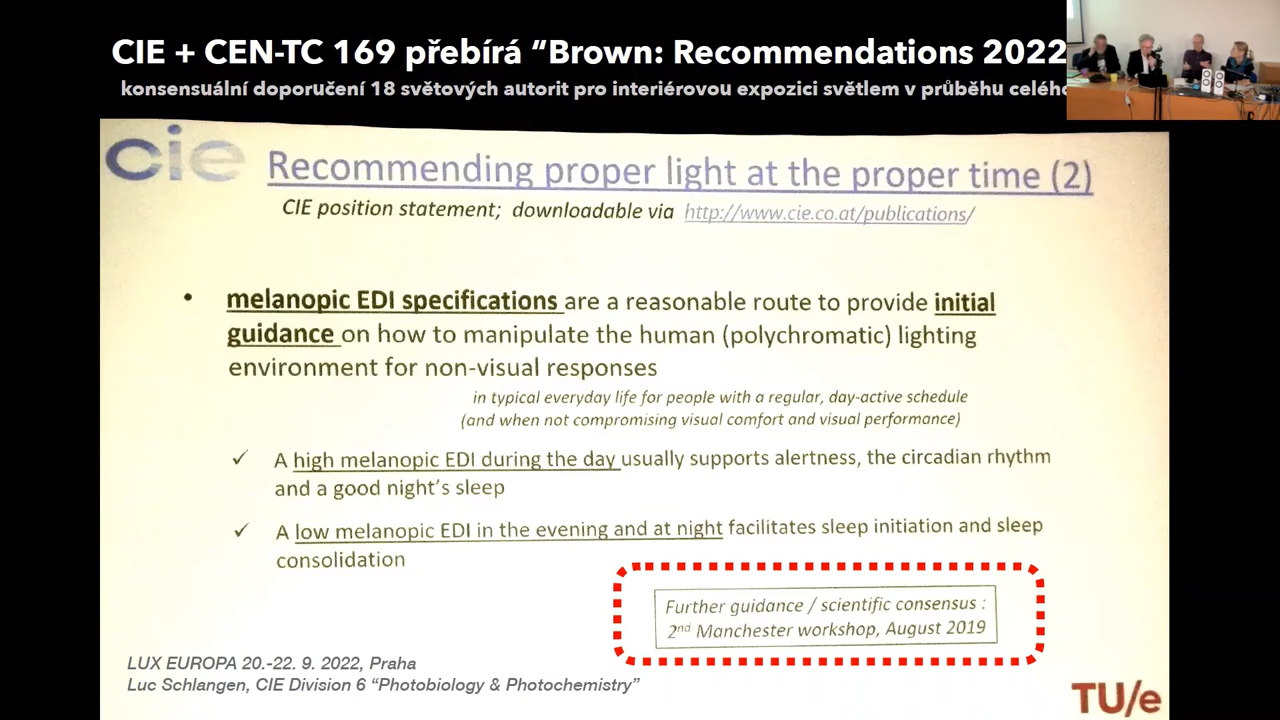 CIE + CEN-TC 169 přebírá “Brown: Recommendations 2022
konsensuální doporučení 18 světových autorit pro interiérovou expozici světlem v průběhu celého
cie
Recommending proper light at the proper time (2)
CIE position statement; downloadable via http://www.cie.co.at/publications/
• melanopic EDI specifications are a reasonable route to provide initial
guidance on how to manipulate the human (polychromatic) lighting
environment for non-visual responses
in typical everyday life for people with a regular, day-active schedule
(and when not compromising visual comfort and visual performance)
✓ A high melanopic EDI during the day usually supports alertness, the circadian rhythm
and a good night's sleep
✓ A low melanopic EDI in the evening and at night facilitates sleep initiation and sleep
consolidation
Further guidance / scientific consensus :
2nd Manchester workshop, August 2019
LUX EUROPA 20.-22. 9. 2022, Praha
Luc Schlangen, CIE Division 6 “Photobiology & Photochemistry”
TU/e